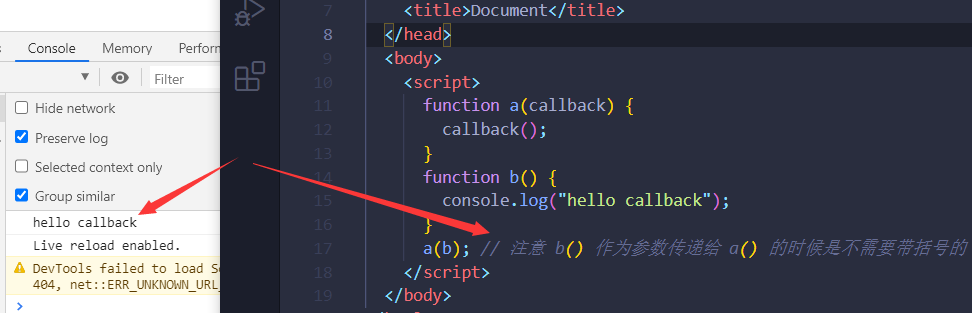 Console Memory Perform
Filter
Hide network
Preserve log
Selected context only
Group similar
hello callback
Live reload enabled.
DevTools failed to load
404, net::ERR_UNKNOWN_URL_
>
7 <title>Document</title>
8 </head>
9 <body>
10 <script>
11 function a(callback) {
12 callback();
13 }
14 function b() {
15 console.log("hello callback");
16 }
17 a(b); // 注意 b() 作为参数传递给 a() 的时候是不需要带括号的
18 </script>
19 </body>